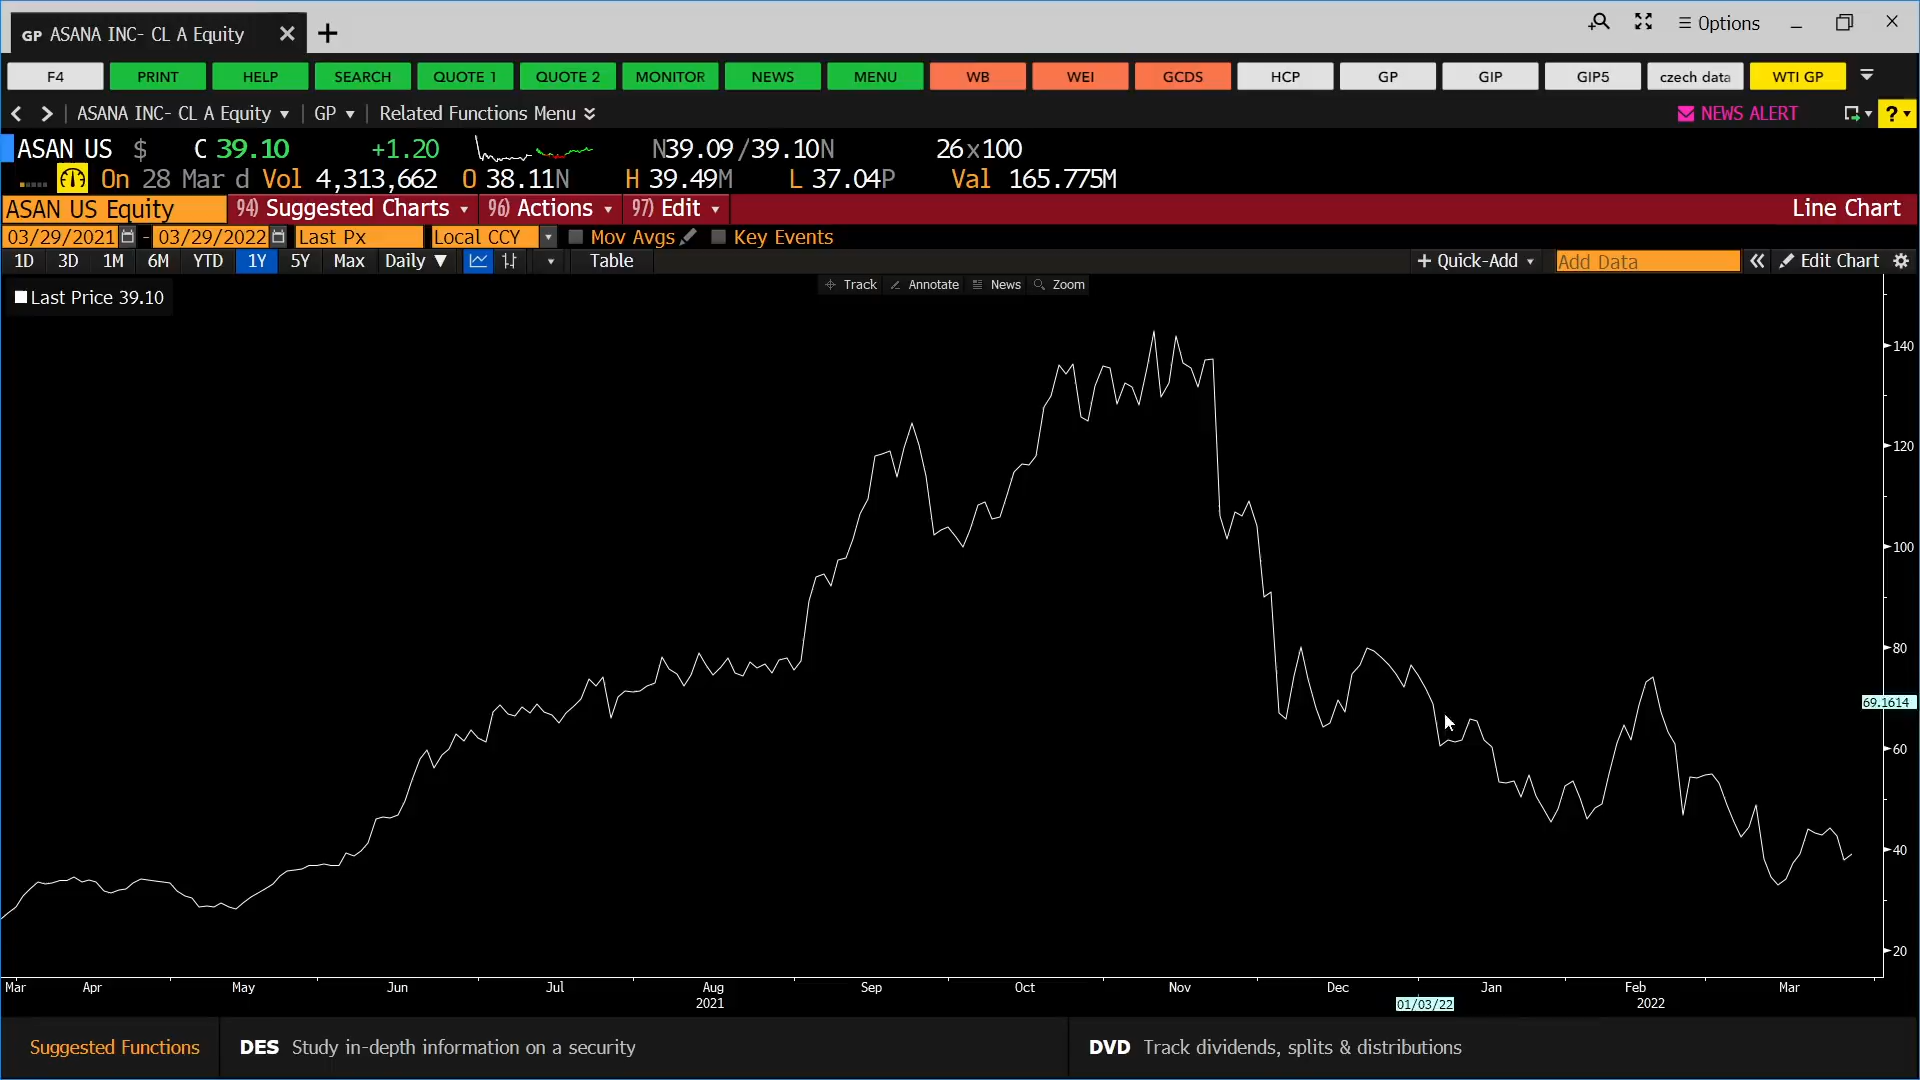 GP ASANA INC- CL A Equity
Options
F4 PRINT HELP SEARCH QUOTE 1 QUOTE 2 MONITOR NEWS MENU WB WEI GCDS HCP GP GIP GIP5 czech data WTI GP
ASANA INC- CL A Equity GP Related Functions Menu NEWS ALERT ?
ASAN US $ C 39.10 +1.20 N39.09/39.10N 26x100
On 28 Mar d Vol 4,313,662 O 38.11N H 39.49M L 37.04P Val 165.775M
ASAN US Equity 94) Suggested Charts 96) Actions 97) Edit Line Chart
03/29/2021 - 03/29/2022 Last Px Local CCY Mov Avgs Key Events
1D 3D 1M 6M YTD 1Y 5Y Max Daily Table + Quick-Add Add Data Edit Chart
Track Annotate News Zoom
Last Price 39.10
140
120
100
80
69.1614
60
40
20
Mar Apr May Jun Jul Aug Sep Oct Nov Dec Jan Feb Mar
2021 01/03/22 2022
Suggested Functions DES Study in-depth information on a security DVD Track dividends, splits & distributions